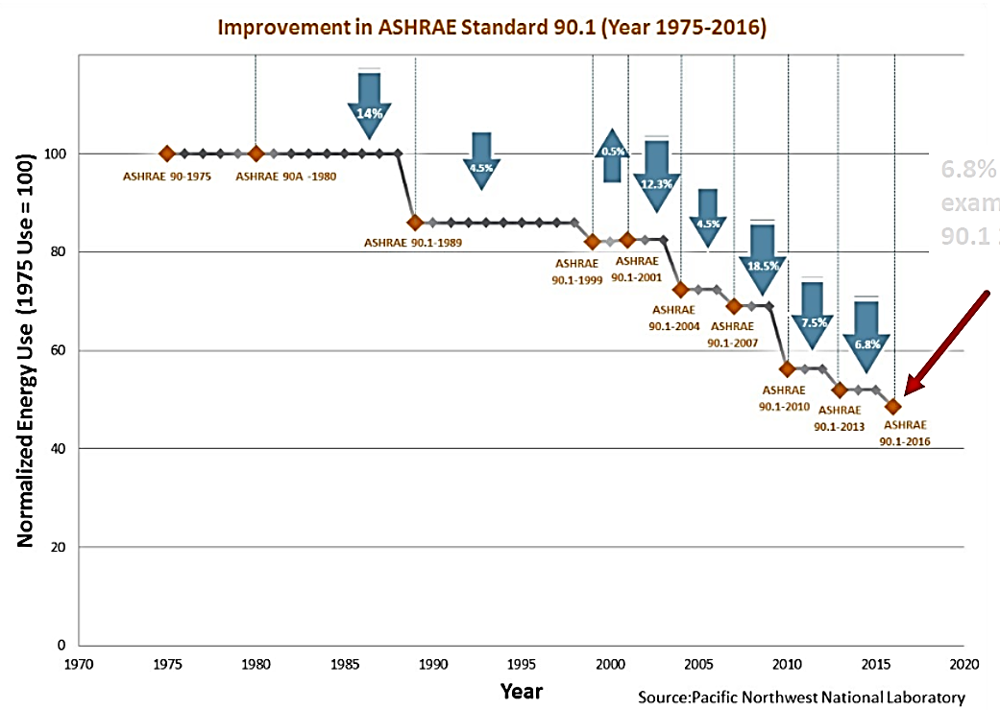 Improvement in ASHRAE Standard 90.1 (Year 1975-2016)
Normalized Energy Use (1975 Use = 100)
100
80
60
40
20
0
14%
4.5%
0.5%
12.3%
4.5%
18.5%
7.5%
6.8%
6.8%
exam
90.1
ASHRAE 90-1975
ASHRAE 90A -1980
ASHRAE 90.1-1989
ASHRAE
90.1-1999
ASHRAE
90.1-2001
ASHRAE
90.1-2004
ASHRAE
90.1-2007
ASHRAE
90.1-2010
ASHRAE
90.1-2013
ASHRAE
90.1-2016
1970
1975
1980
1985
1990
1995
2000
2005
2010
2015
2020
Year
Source:Pacific Northwest National Laboratory